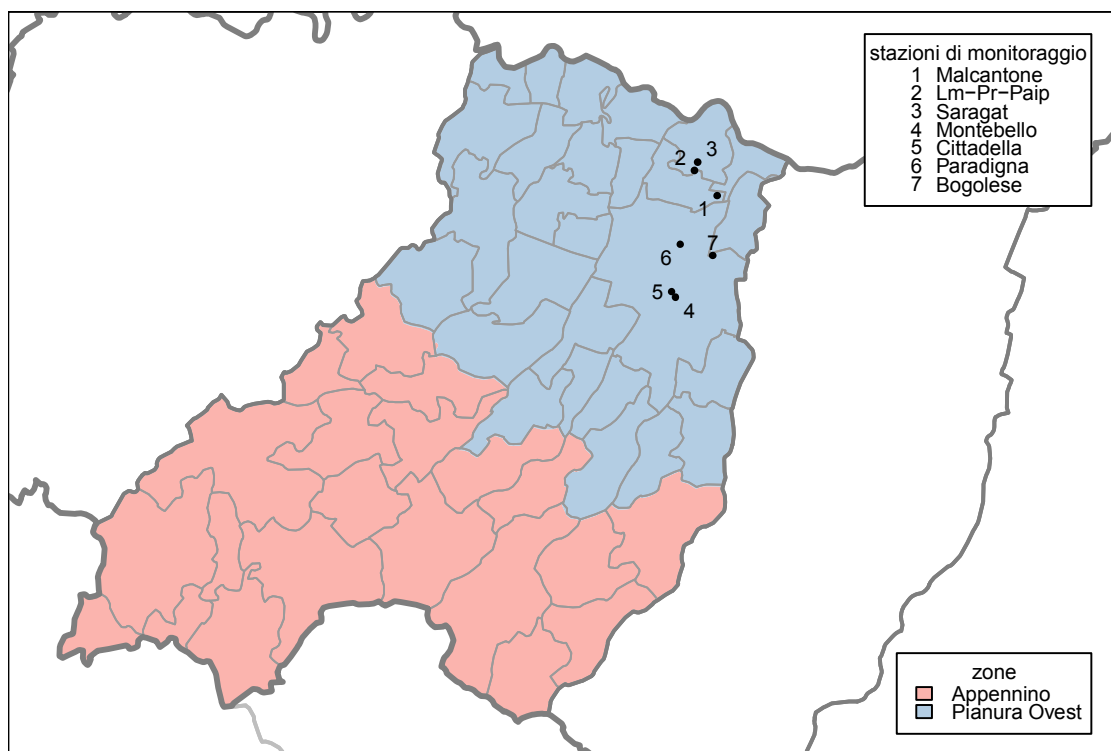 stazioni di monitoraggio
1 Malcantone
2 Lm−Pr−Paip
3 Saragat
4 Montebello
5 Cittadella
6 Paradigna
7 Bogolese
3
2
1
7
6
5
4
zone
Appennino
Pianura Ovest